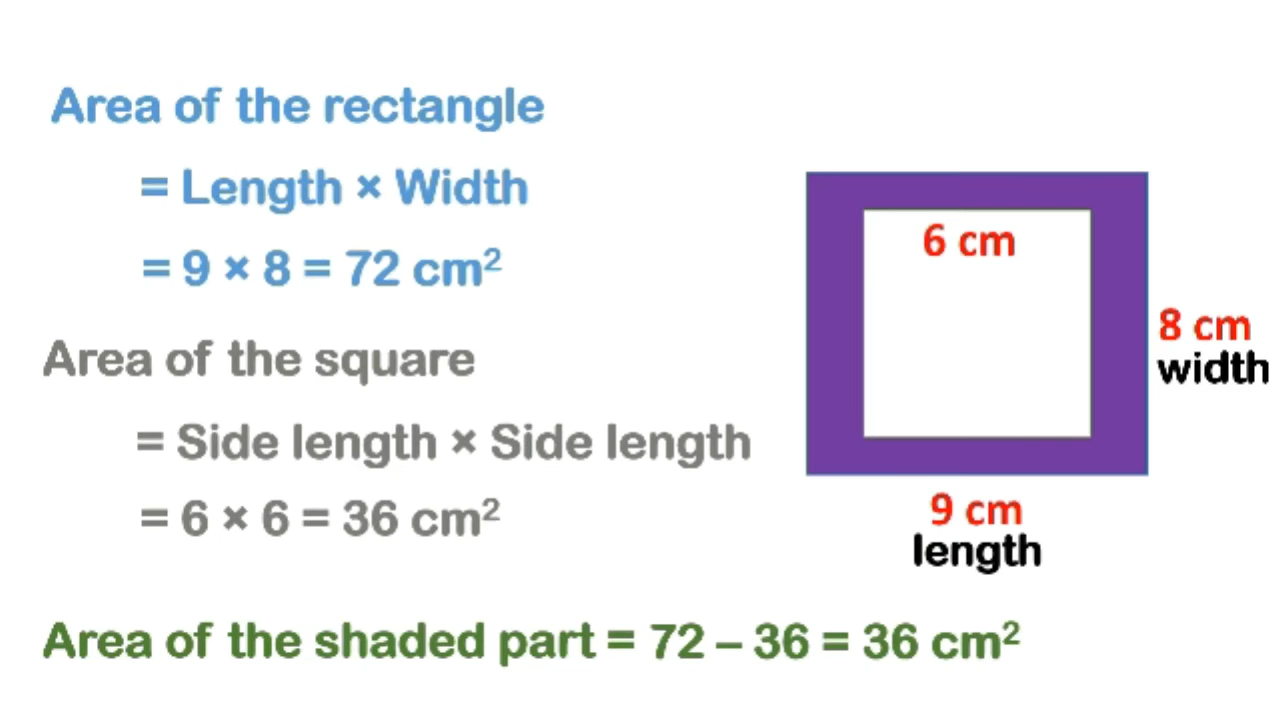 Area of the rectangle
= Length × Width
= 9 × 8 = 72 cm²
Area of the square
= Side length × Side length
= 6 × 6 = 36 cm²
Area of the shaded part = 72 – 36 = 36 cm²
6 cm
8 cm
width
9 cm
length